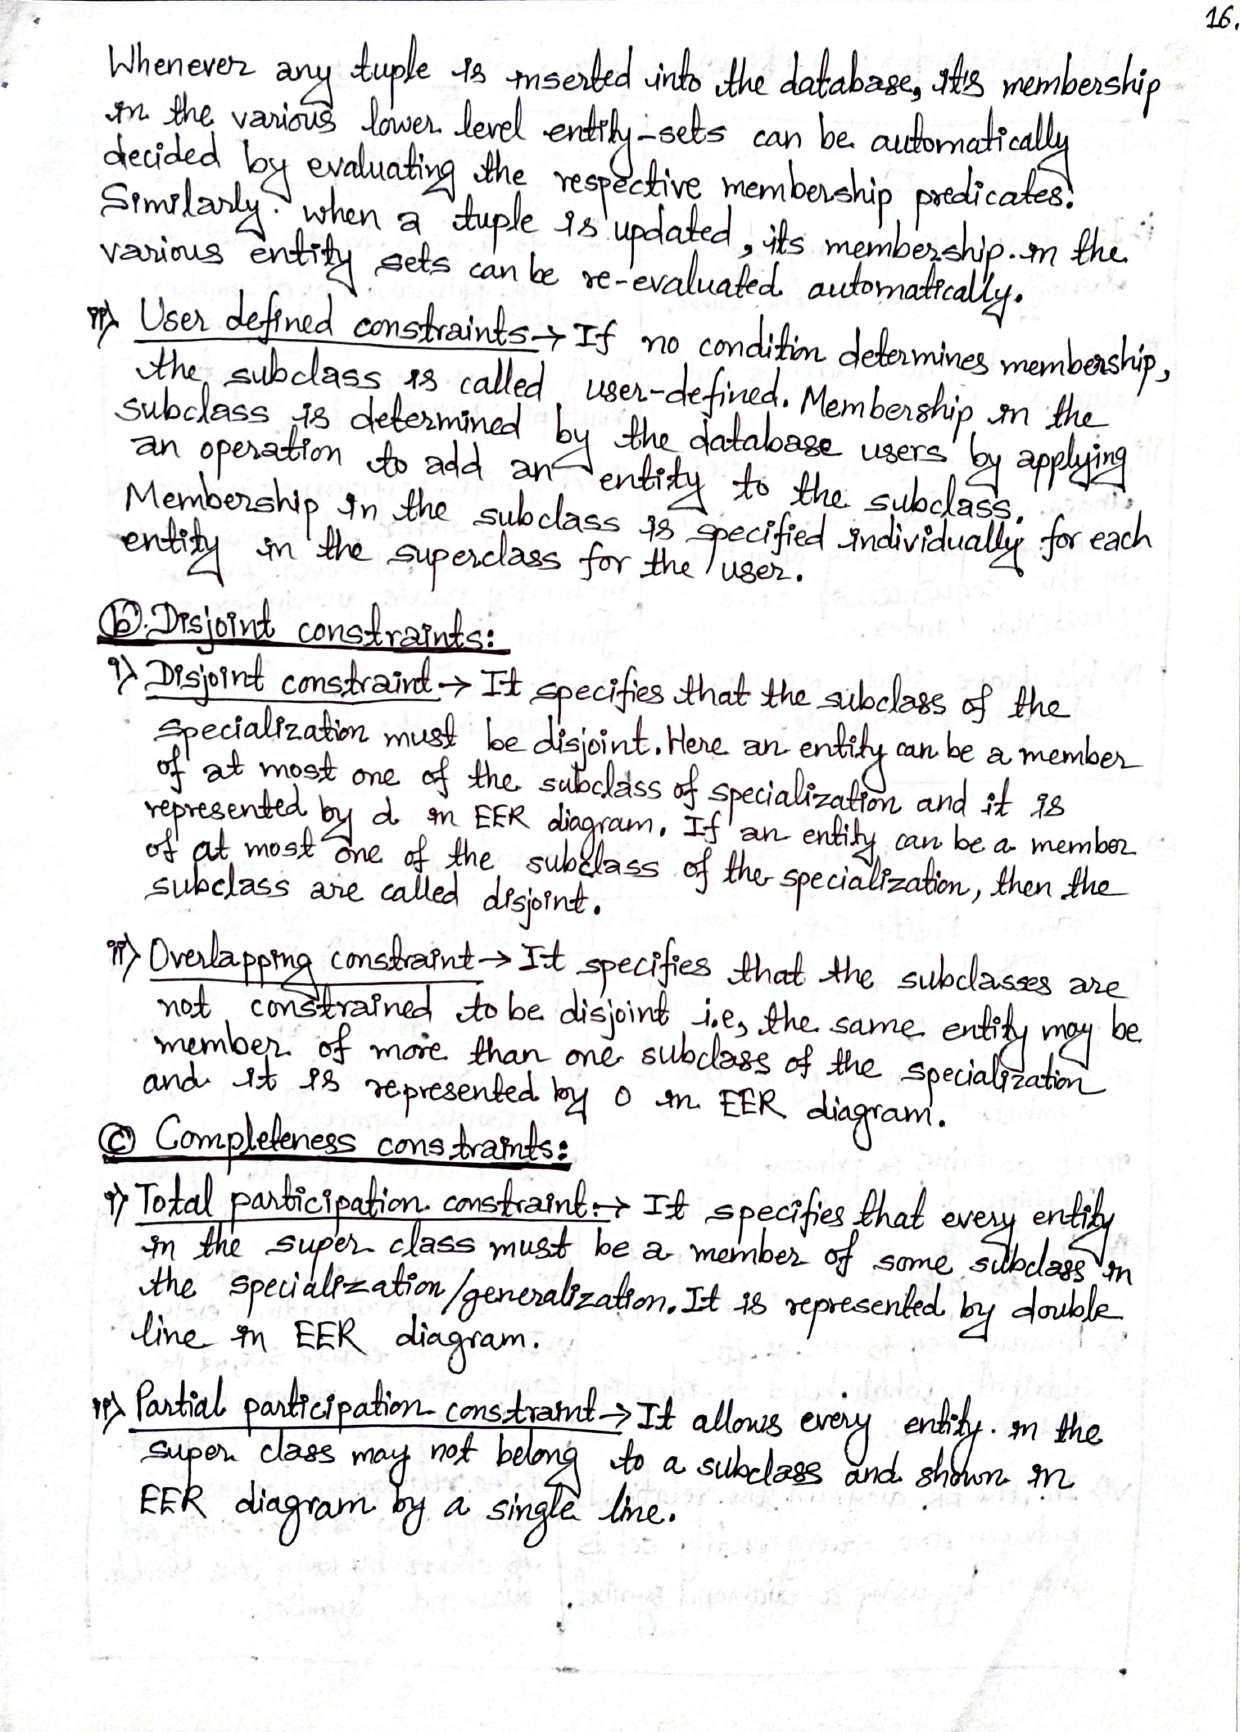 16.
Whenever any tuple is inserted into the database, it's membership
in the various lower level entity-sets can be automatically
decided by evaluating the respective membership predicates.
Similarly when a tuple is updated, its membership in the
various entity sets can be re-evaluated automatically.
ii) User defined constraints → If no condition determines membership,
the subclass is called user-defined. Membership in the
subclass is determined by the database users by applying
an operation to add an entity to the subclass.
Membership in the subclass is specified individually for each
entity in the superclass for the user.
(b). Disjoint constraints:
i) Disjoint constraint → It specifies that the subclass of the
specialization must be disjoint. Here an entity can be a member
of at most one of the subclass of specialization and it is
represented by d in EER diagram. If an entity can be a member
of at most one of the subclass of the specialization, then the
subclass are called disjoint.
ii) Overlapping constraint → It specifies that the subclasses are
not constrained to be disjoint i.e, the same entity may be
member of more than one subclass of the specialization
and it is represented by O in EER diagram.
(c) Completeness constraints:
i) Total participation constraint: → It specifies that every entity
in the super class must be a member of some subclass in
the specialization/generalization. It is represented by double
line in EER diagram.
ii) Partial participation constraint → It allows every entity in the
super class may not belong to a subclass and shown in
EER diagram by a single line.